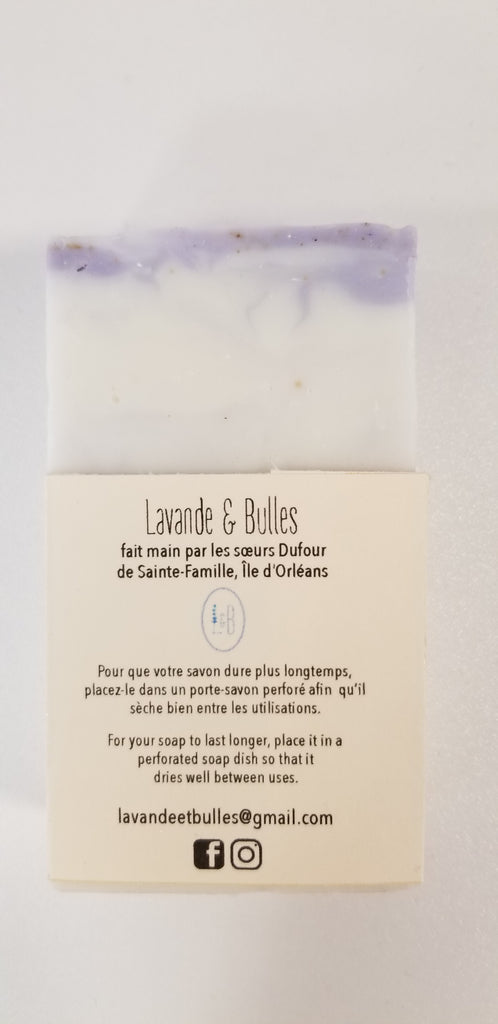 Lavande & Bulles
fait main par les sœurs Dufour
de Sainte-Famille, Île d'Orléans
L&B
Pour que votre savon dure plus longtemps,
placez-le dans un porte-savon perforé afin qu'il
sèche bien entre les utilisations.
For your soap to last longer, place it in a
perforated soap dish so that it
dries well between uses.
lavandeetbulles@gmail.com